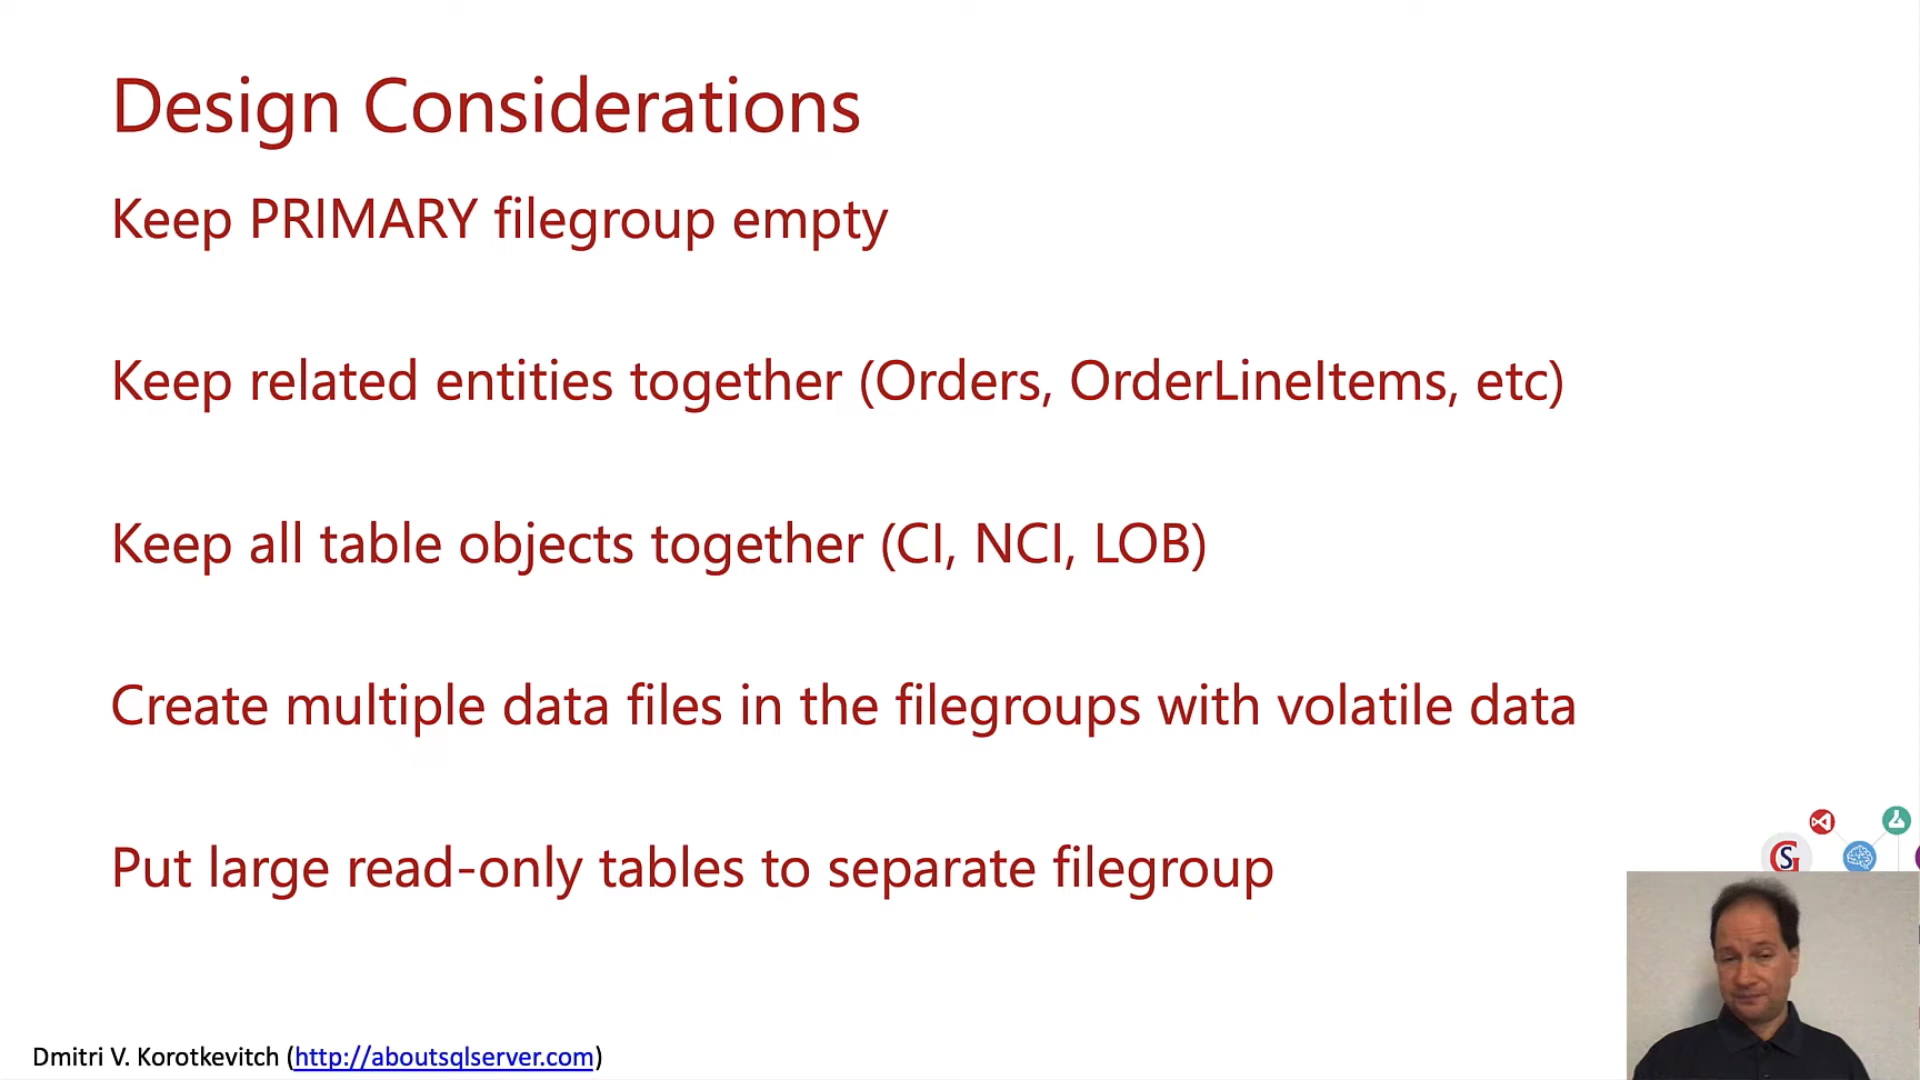 Design Considerations
Keep PRIMARY filegroup empty
Keep related entities together (Orders, OrderLineItems, etc)
Keep all table objects together (CI, NCI, LOB)
Create multiple data files in the filegroups with volatile data
Put large read-only tables to separate filegroup
Dmitri V. Korotkevitch (http://aboutsqlserver.com)